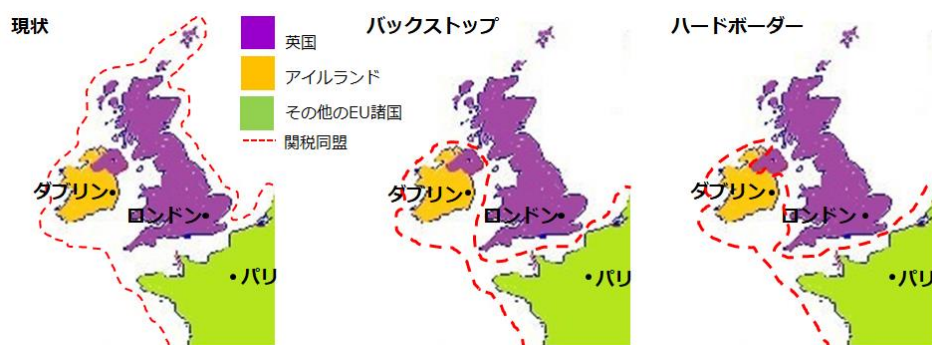 現状
英国
アイルランド
その他のEU諸国
関税同盟
ダブリン
ロンドン
パリ
バックストップ
ダブリン
ロンドン
パリ
ハードボーダー
ダブリン
ロンドン
パリ